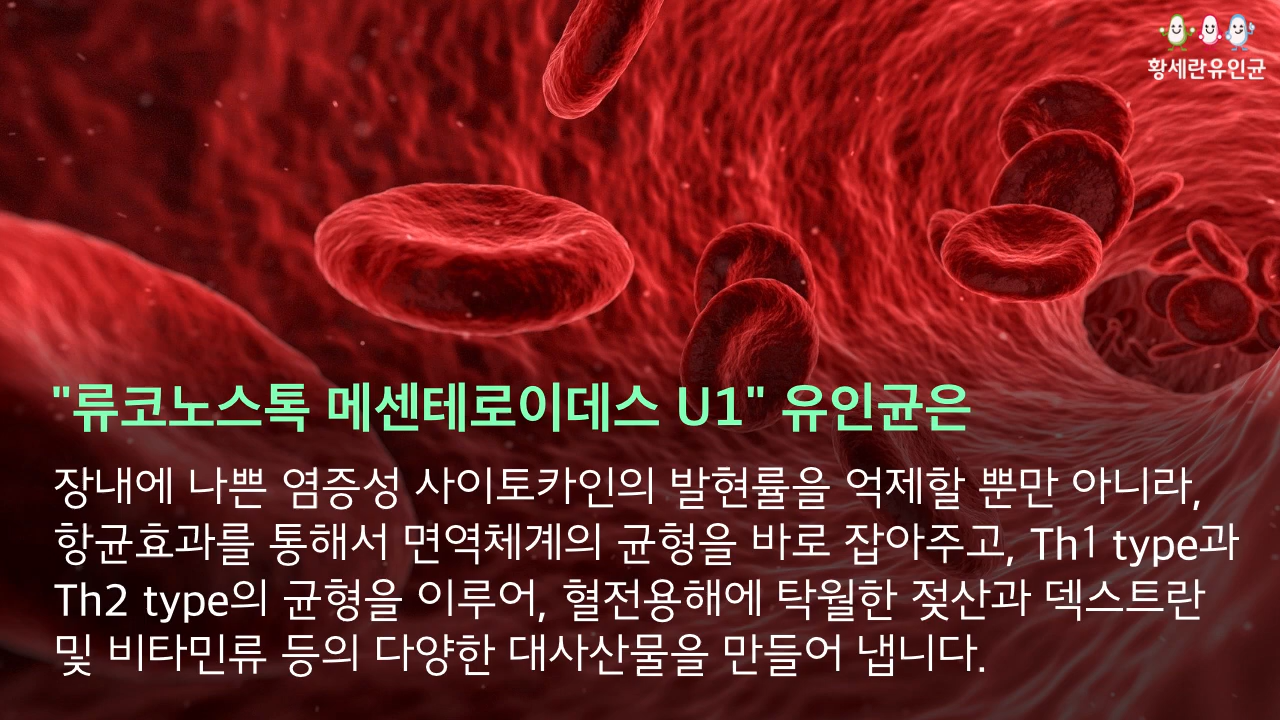 황세란유인균
"류코노스톡 메센테로이데스 U1" 유인균은
장내에 나쁜 염증성 사이토카인의 발현률을 억제할 뿐만 아니라,
항균효과를 통해서 면역체계의 균형을 바로 잡아주고, Th1 type과
Th2 type의 균형을 이루어, 혈전용해에 탁월한 젖산과 덱스트란
및 비타민류 등의 다양한 대사산물을 만들어 냅니다.